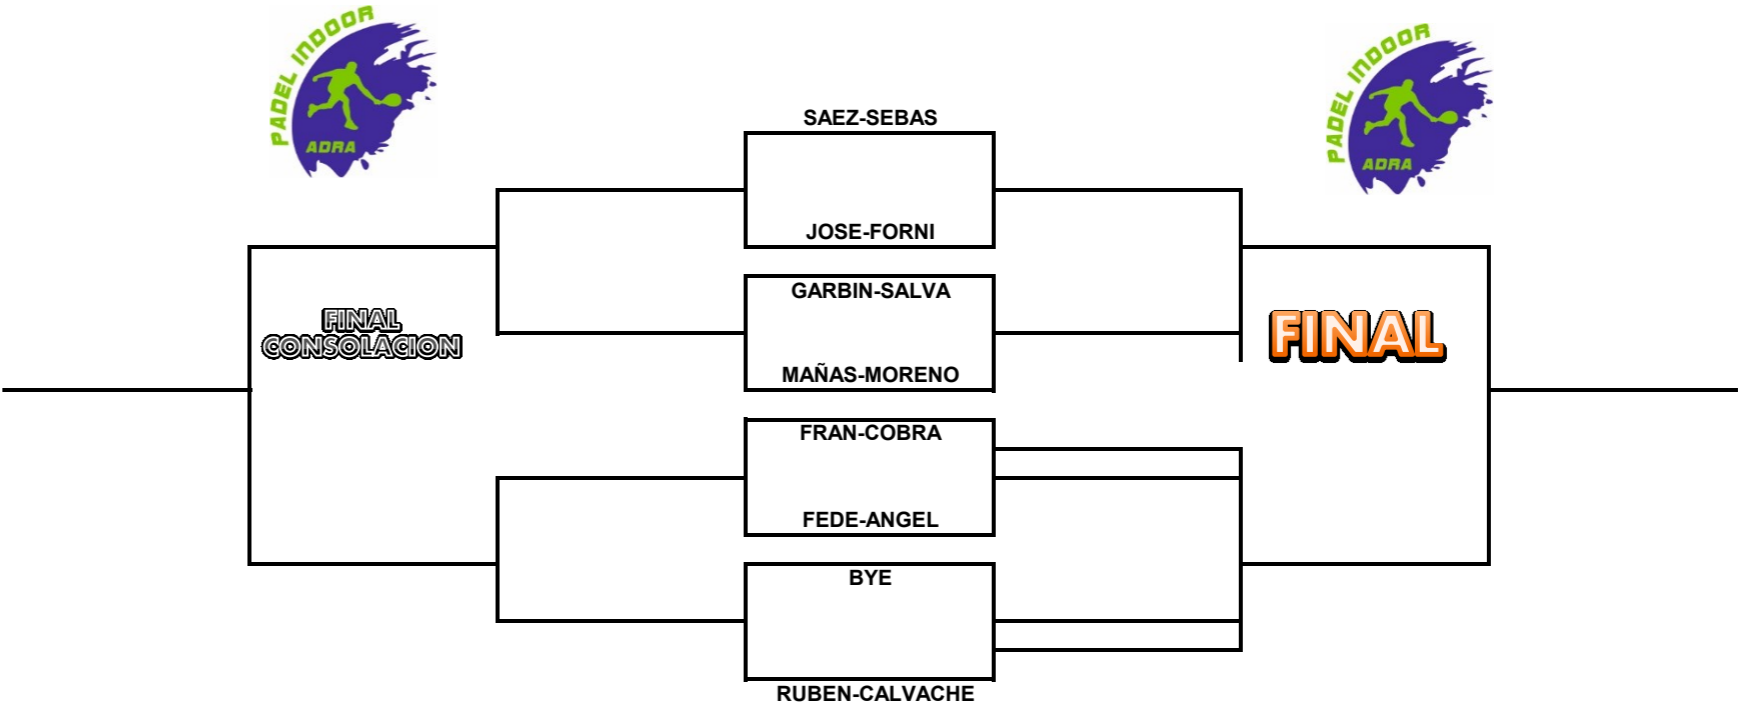 PADEL INDOOR
ADRA
PADEL INDOOR
ADRA
SAEZ-SEBAS
JOSE-FORNI
GARBIN-SALVA
FINAL
CONSOLACION
FINAL
MAÑAS-MORENO
FRAN-COBRA
FEDE-ANGEL
BYE
RUBEN-CALVACHE